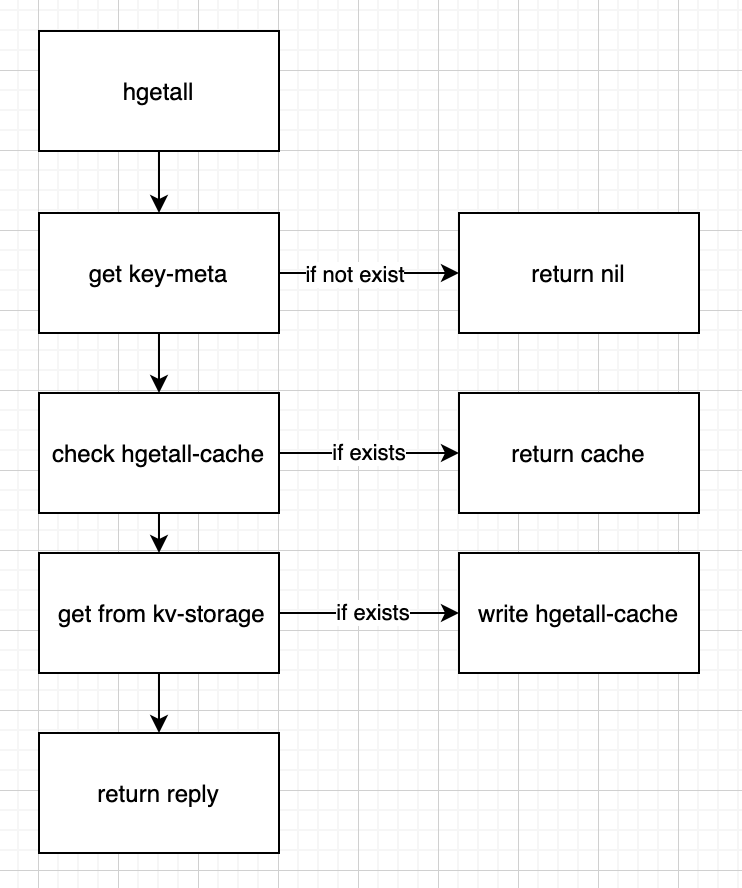 hgetall
get key-meta
if not exist
return nil
check hgetall-cache
if exists
return cache
get from kv-storage
if exists
write hgetall-cache
return reply